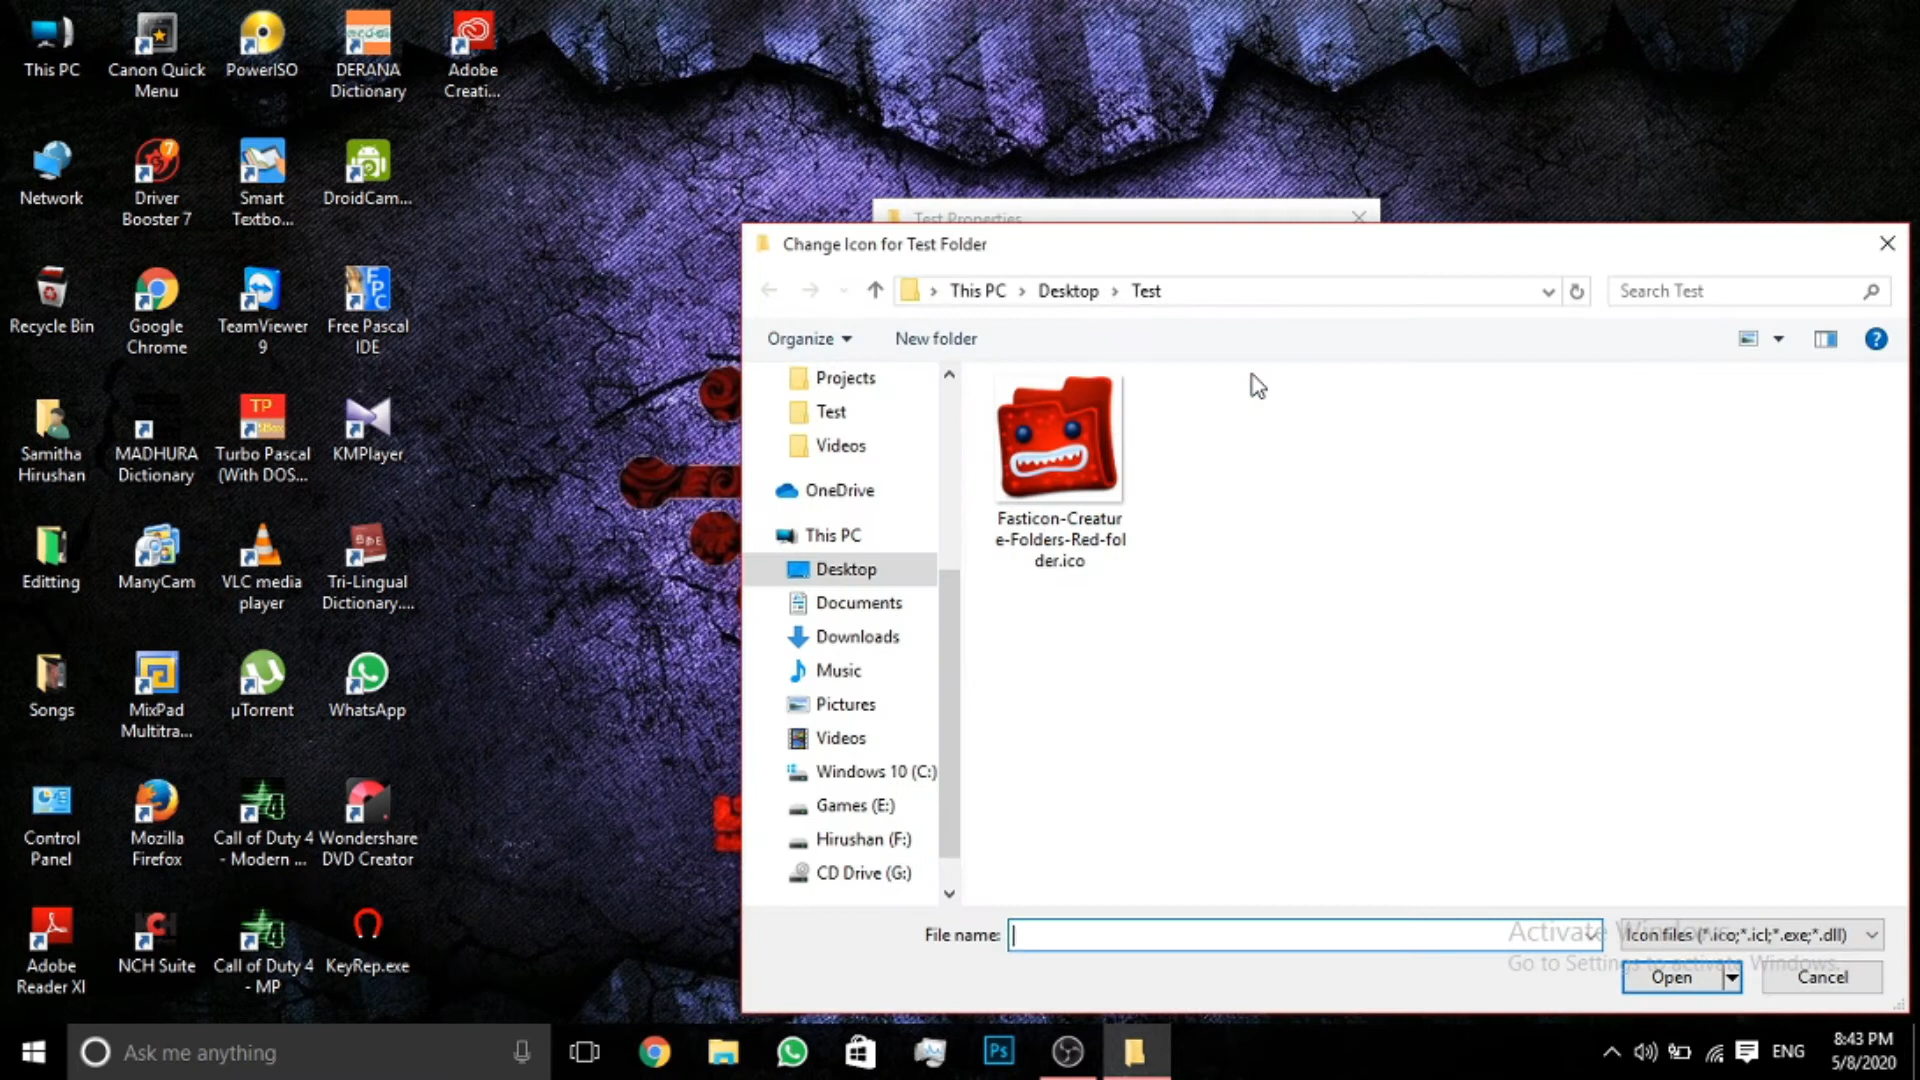 This PC
Canon Quick
Menu
PowerISO
DERANA
Dictionary
Adobe
Creati...
Network
Driver
Booster 7
Smart
Textbo...
DroidCam...
Recycle Bin
Google
Chrome
TeamViewer
9
Free Pascal
IDE
Samitha
Hirushan
MADHURA
Dictionary
Turbo Pascal
(With DOS...
KMPlayer
Editting
ManyCam
VLC media
player
Tri-Lingual
Dictionary....
Songs
MixPad
Multitra...
µTorrent
WhatsApp
Control
Panel
Mozilla
Firefox
Call of Duty 4
- Modern ...
Wondershare
DVD Creator
Adobe
Reader XI
NCH Suite
Call of Duty 4
- MP
KeyRep.exe
Test Properties
Change Icon for Test Folder
This PC > Desktop > Test
Search Test
Organize
New folder
Projects
Test
Videos
OneDrive
This PC
Desktop
Documents
Downloads
Music
Pictures
Videos
Windows 10 (C:)
Games (E:)
Hirushan (F:)
CD Drive (G:)
Fasticon-Creatur
e-Folders-Red-fol
der.ico
File name:
Icon files (*.ico;*.icl;*.exe;*.dll)
Activate Windows
Go to Settings to activate Windows.
Open
Cancel
Ask me anything
Ps
ENG
8:43 PM
5/8/2020